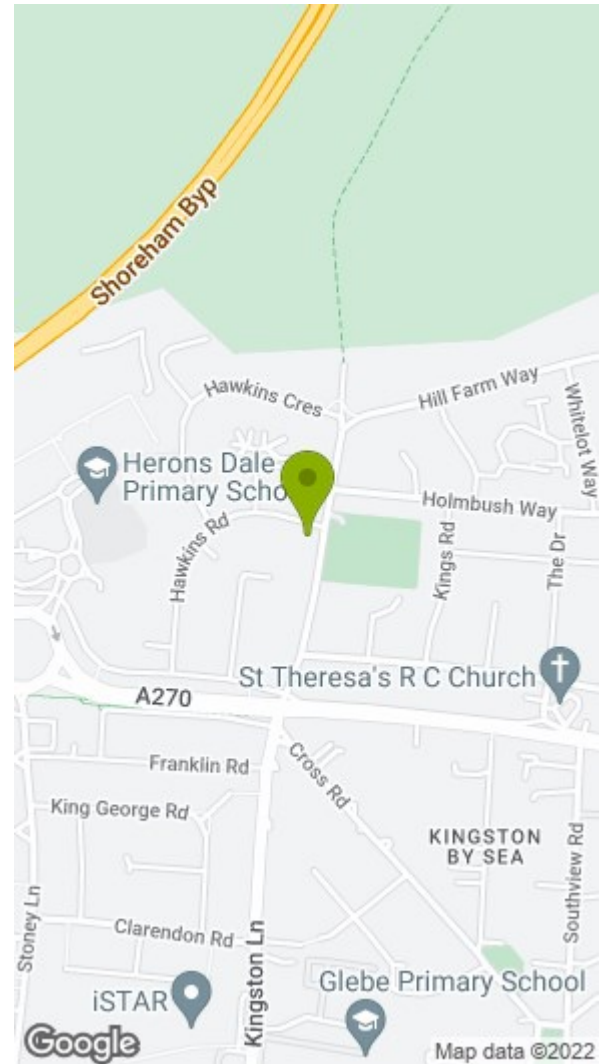 Shoreham Byp
Hawkins Cres
Hill Farm Way
Whitelot Way
Herons Dale
Primary School
Holmbush Way
Hawkins Rd
Kings Rd
The Dr
St Theresa's R C Church
A270
Franklin Rd
Cross Rd
King George Rd
KINGSTON
BY SEA
Southview Rd
Stoney Ln
Clarendon Rd
Kingston Ln
iSTAR
Glebe Primary School
Google
Map data ©2022